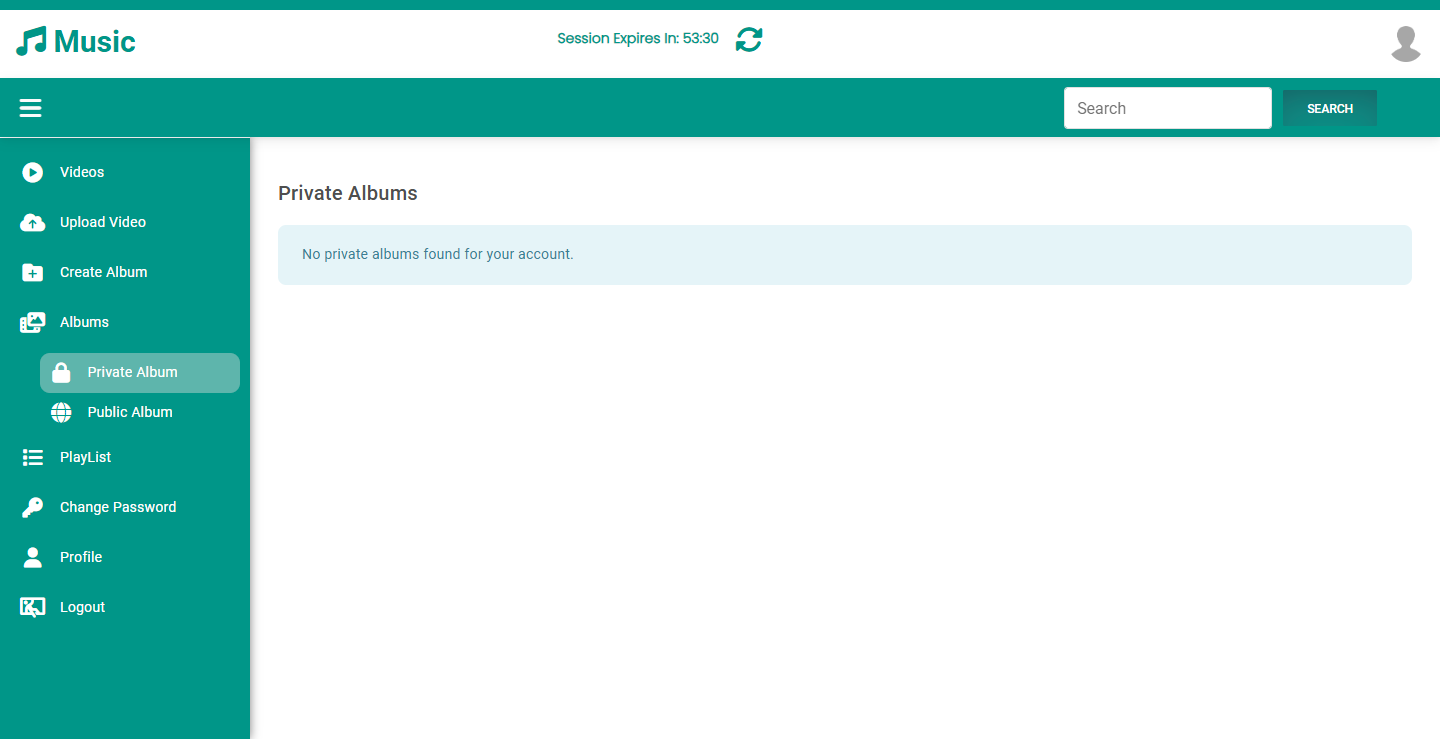 Music
Session Expires In: 53:30
Search
SEARCH
Videos
Upload Video
Create Album
Albums
Private Album
Public Album
PlayList
Change Password
Profile
Logout
Private Albums
No private albums found for your account.